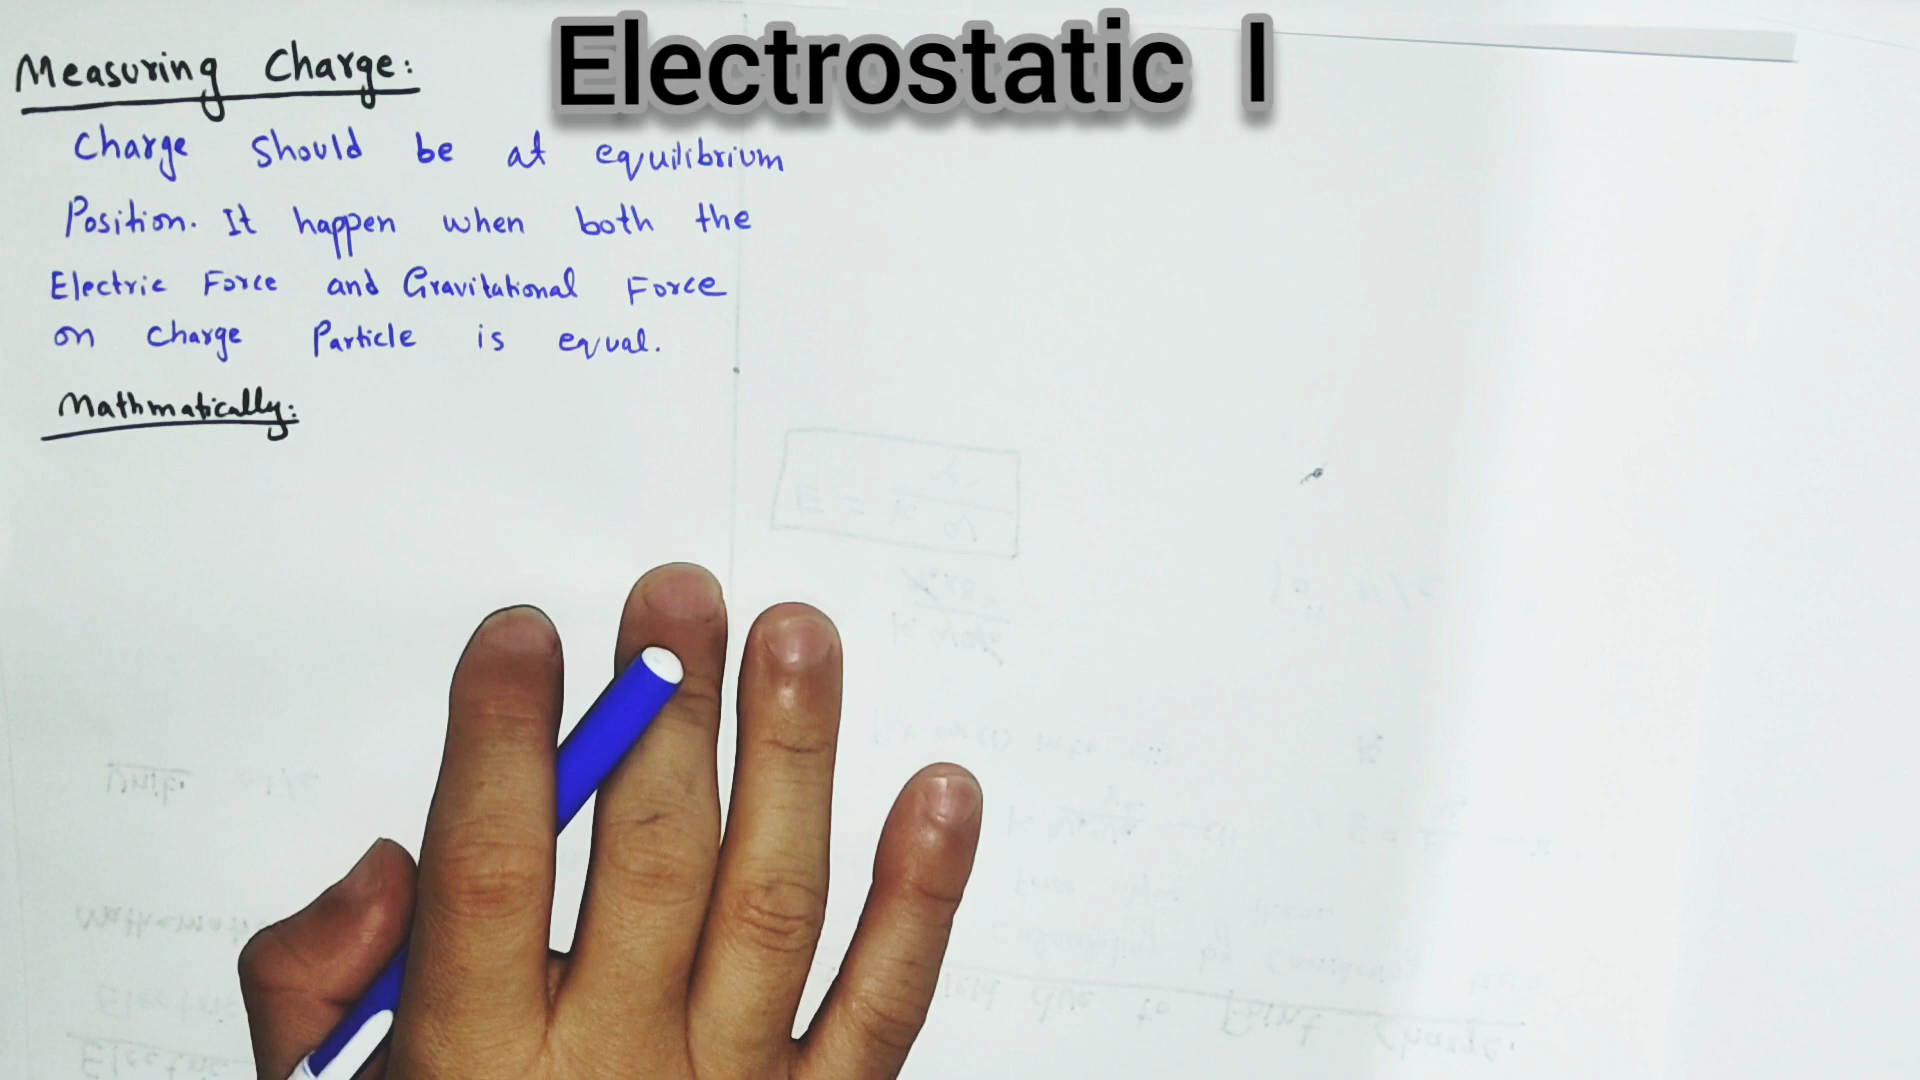 Electrostatic I
Measuring Charge:
Charge should be at equilibrium
Position. It happen when both the
Electric Force and Gravitational Force
on charge Particle is equal.
Mathmatically: